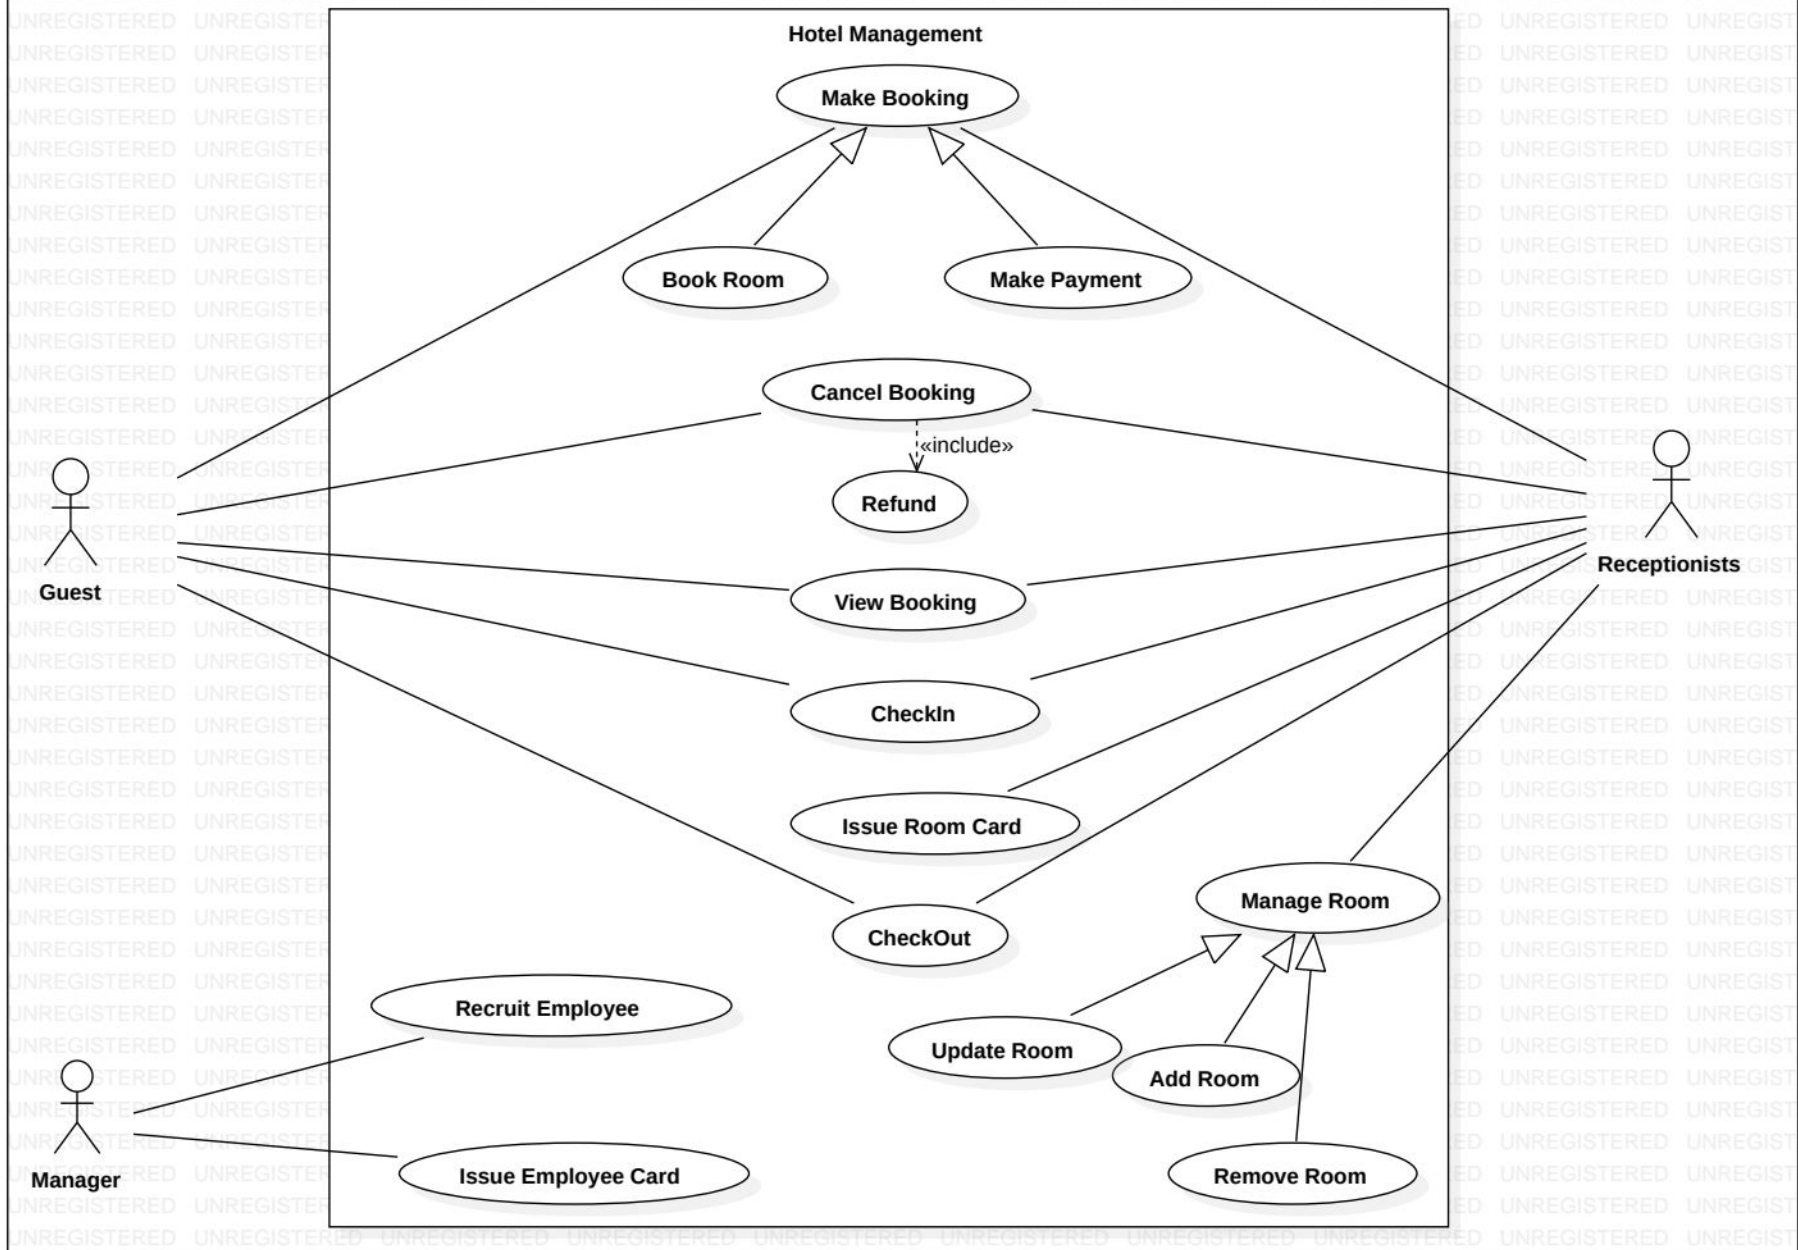 Hotel Management
Make Booking
Book Room
Make Payment
Cancel Booking
«include»
Refund
Guest
Receptionists
View Booking
CheckIn
Issue Room Card
Manage Room
CheckOut
Recruit Employee
Update Room
Add Room
Manager
Issue Employee Card
Remove Room
UNREGISTERED